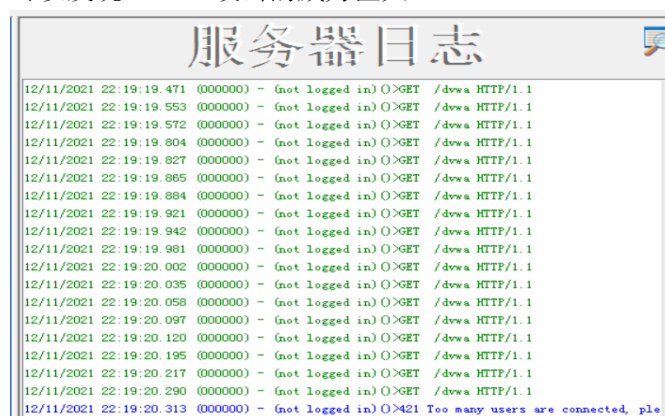 服务器日志
12/11/2021 22:19:19.471 (000000) - (not logged in)()>GET /dvwa HTTP/1.1
12/11/2021 22:19:19.553 (000000) - (not logged in)()>GET /dvwa HTTP/1.1
12/11/2021 22:19:19.572 (000000) - (not logged in)()>GET /dvwa HTTP/1.1
12/11/2021 22:19:19.804 (000000) - (not logged in)()>GET /dvwa HTTP/1.1
12/11/2021 22:19:19.827 (000000) - (not logged in)()>GET /dvwa HTTP/1.1
12/11/2021 22:19:19.865 (000000) - (not logged in)()>GET /dvwa HTTP/1.1
12/11/2021 22:19:19.884 (000000) - (not logged in)()>GET /dvwa HTTP/1.1
12/11/2021 22:19:19.921 (000000) - (not logged in)()>GET /dvwa HTTP/1.1
12/11/2021 22:19:19.942 (000000) - (not logged in)()>GET /dvwa HTTP/1.1
12/11/2021 22:19:19.981 (000000) - (not logged in)()>GET /dvwa HTTP/1.1
12/11/2021 22:19:20.002 (000000) - (not logged in)()>GET /dvwa HTTP/1.1
12/11/2021 22:19:20.035 (000000) - (not logged in)()>GET /dvwa HTTP/1.1
12/11/2021 22:19:20.058 (000000) - (not logged in)()>GET /dvwa HTTP/1.1
12/11/2021 22:19:20.097 (000000) - (not logged in)()>GET /dvwa HTTP/1.1
12/11/2021 22:19:20.120 (000000) - (not logged in)()>GET /dvwa HTTP/1.1
12/11/2021 22:19:20.195 (000000) - (not logged in)()>GET /dvwa HTTP/1.1
12/11/2021 22:19:20.217 (000000) - (not logged in)()>GET /dvwa HTTP/1.1
12/11/2021 22:19:20.290 (000000) - (not logged in)()>GET /dvwa HTTP/1.1
12/11/2021 22:19:20.313 (000000) - (not logged in)()>421 Too many users are connected, ple